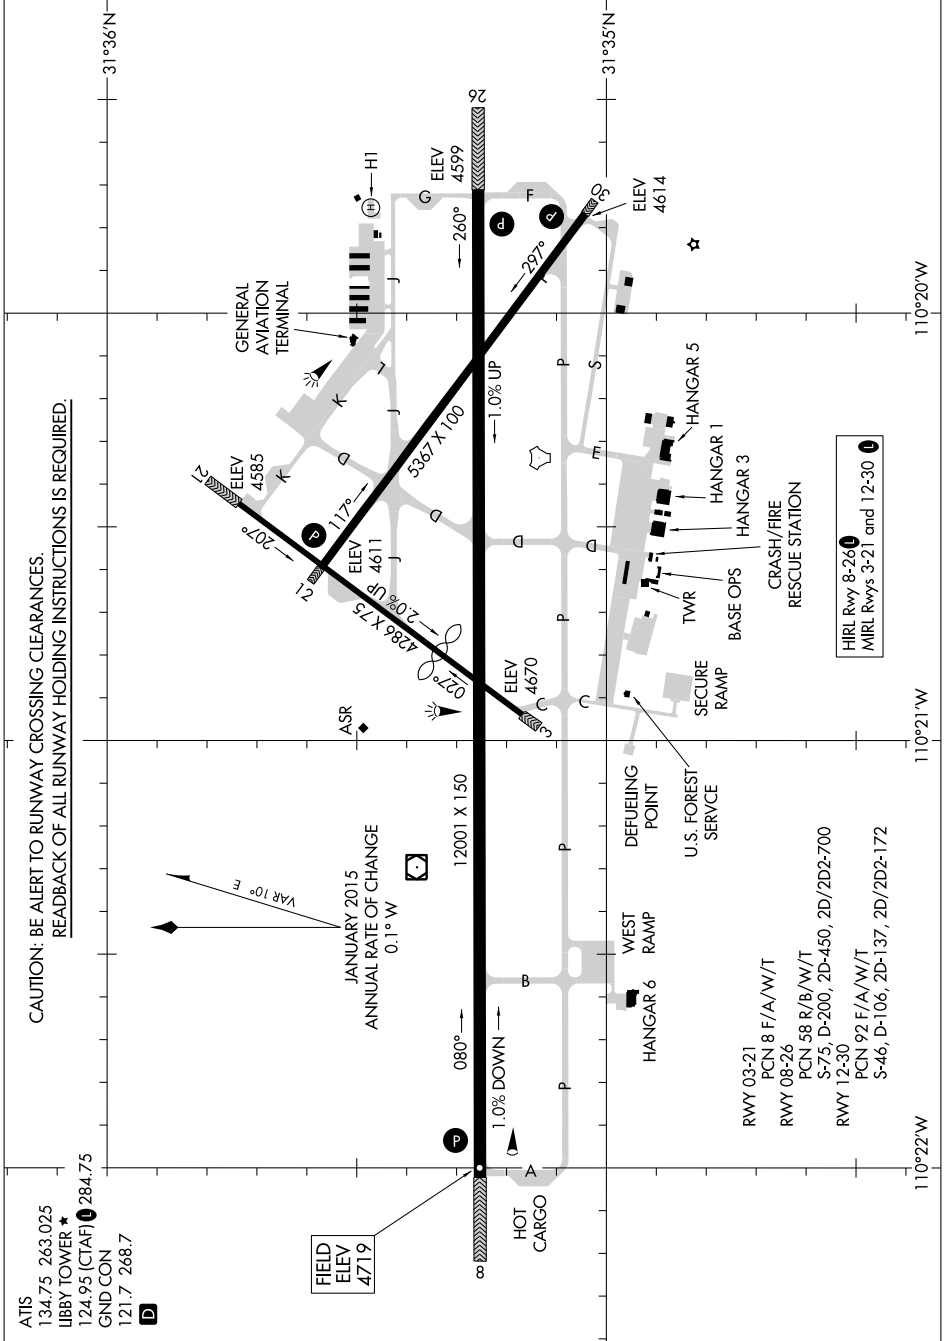 ATIS
134.75 263.025
LIBBY TOWER ★
124.95 (CTAF) L 284.75
GND CON
121.7 268.7
D
CAUTION: BE ALERT TO RUNWAY CROSSING CLEARANCES.
READBACK OF ALL RUNWAY HOLDING INSTRUCTIONS IS REQUIRED.
31°36'N
31°35'N
110°20'W
110°21'W
110°22'W
JANUARY 2015
ANNUAL RATE OF CHANGE
0.1° W
VAR 10° E
FIELD
ELEV
4719
8
HOT
CARGO
A
P
080°
1.0% DOWN
P
B
WEST
RAMP
HANGAR 6
12001 X 150
P
ASR
DEFUELING
POINT
U.S. FOREST
SERVCE
SECURE
RAMP
3
ELEV
4670
C
C
027°
4286 X 75
2.0% UP
207°
21
ELEV
4585
12
P
ELEV
4611
117°
5367 X 100
J
D
D
D
D
K
K
L
J
J
P
TWR
BASE OPS
CRASH/FIRE
RESCUE STATION
HANGAR 3
HANGAR 1
HANGAR 5
E
S
P
1.0% UP
GENERAL
AVIATION
TERMINAL
H
H1
G
F
260°
ELEV
4599
26
P
P
297°
30
ELEV
4614
HIRL Rwy 8-26 L
MIRL Rwys 3-21 and 12-30 L
RWY 03-21
PCN 8 F/A/W/T
RWY 08-26
PCN 58 R/B/W/T
S-75, D-200, 2D-450, 2D/2D2-700
RWY 12-30
PCN 92 F/A/W/T
S-46, D-106, 2D-137, 2D/2D2-172